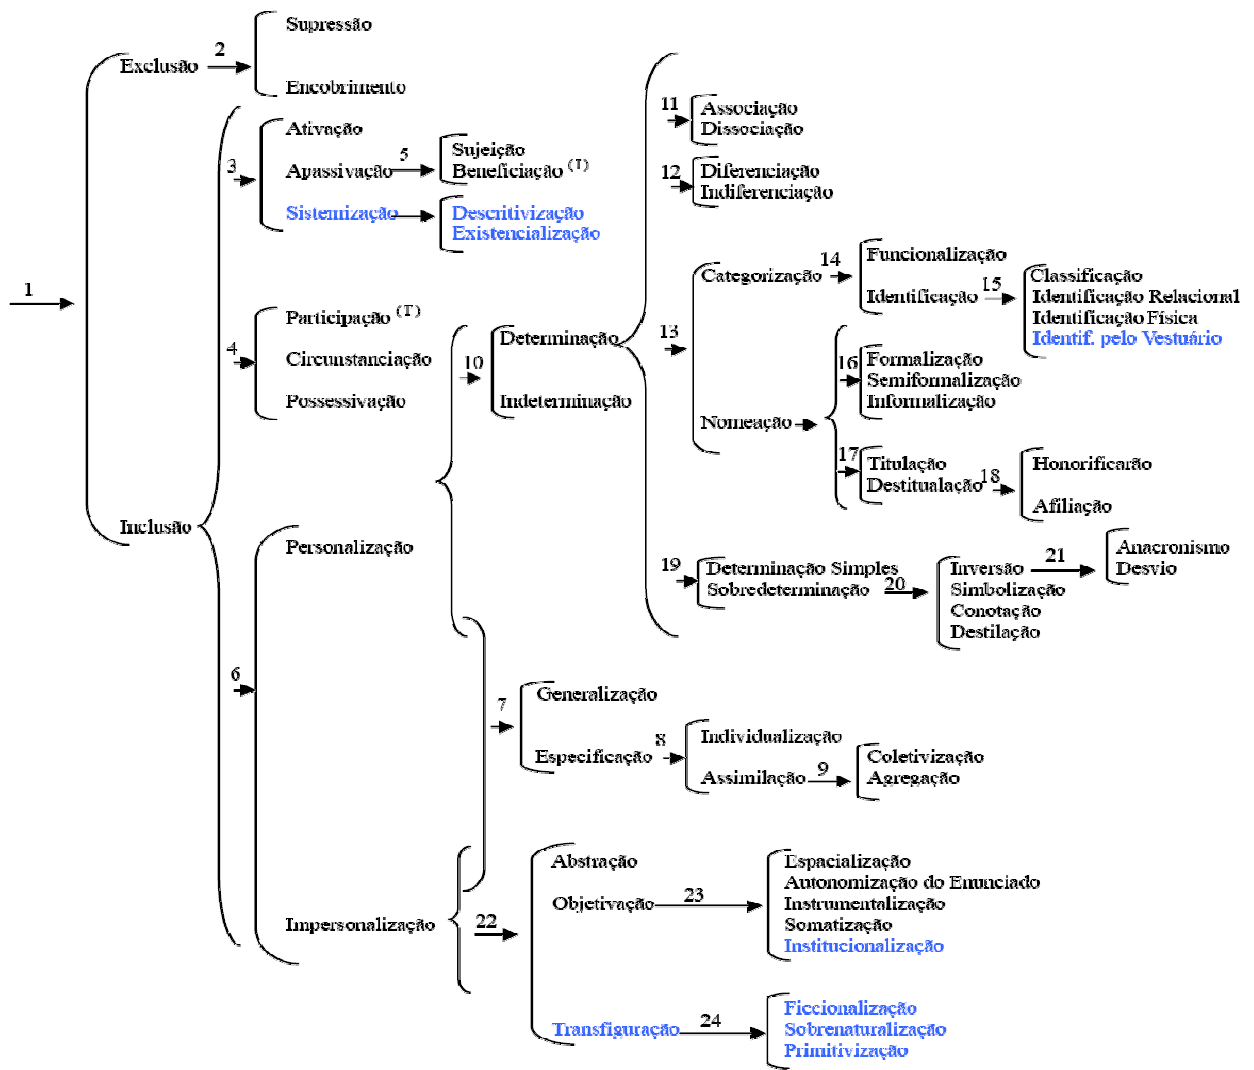 1
Exclusão
2
Supressão
Encobrimento
Inclusão
3
Ativação
Apassivação
5
Sujeição
Beneficiação (I)
Sistemização
Descritivização
Existencialização
4
Participação (I)
Circunstanciação
Possessivação
6
Personalização
10
Determinação
Indeterminação
11
Associação
Dissociação
12
Diferenciação
Indiferenciação
13
Categorização
14
Funcionalização
Identificação
15
Classificação
Identificação Relacional
Identificação Física
Identif. pelo Vestuário
Nomeação
16
Formalização
Semiformalização
Informalização
17
Titulação
Destitualação
18
Honorificarão
Afiliação
19
Determinação Simples
Sobredeterminação
20
Inversão
21
Anacronismo
Desvio
Simbolização
Conotação
Destilação
7
Generalização
Especificação
8
Individualização
Assimilação
9
Coletivização
Agregação
Impersonalização
22
Abstração
Objetivação
23
Espacialização
Autonomização do Enunciado
Instrumentalização
Somatização
Institucionalização
Transfiguração
24
Ficcionalização
Sobrenaturalização
Primitivização